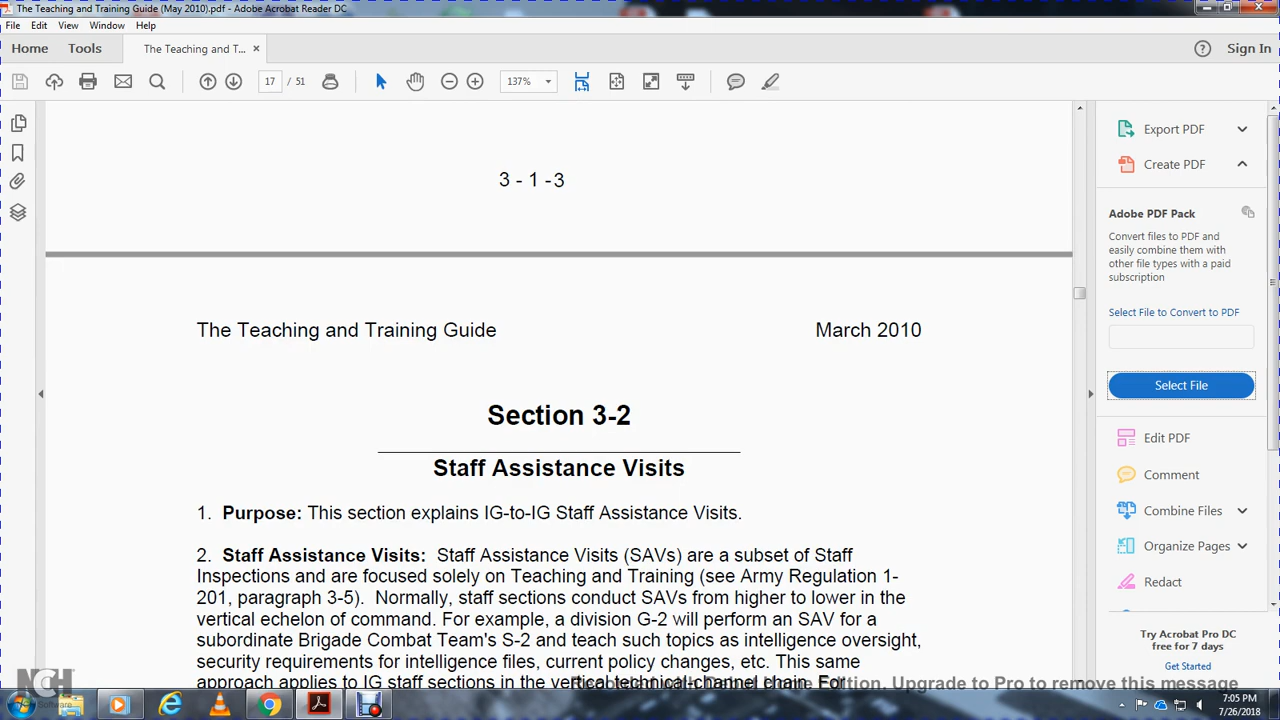 The Teaching and Training Guide (May 2010).pdf - Adobe Acrobat Reader DC
File Edit View Window Help
Home Tools The Teaching and T... × Sign In
17 / 51 137%
3 - 1 -3
The Teaching and Training Guide March 2010
Section 3-2
Staff Assistance Visits
1. Purpose: This section explains IG-to-IG Staff Assistance Visits.
2. Staff Assistance Visits: Staff Assistance Visits (SAVs) are a subset of Staff
Inspections and are focused solely on Teaching and Training (see Army Regulation 1-
201, paragraph 3-5). Normally, staff sections conduct SAVs from higher to lower in the
vertical echelon of command. For example, a division G-2 will perform an SAV for a
subordinate Brigade Combat Team's S-2 and teach such topics as intelligence oversight,
security requirements for intelligence files, current policy changes, etc. This same
approach applies to IG staff sections in the vertical technical-channel chain. For
Export PDF
Create PDF
Adobe PDF Pack
Convert files to PDF and
easily combine them with
other file types with a paid
subscription
Select File to Convert to PDF
Select File
Edit PDF
Comment
Combine Files
Organize Pages
Redact
Try Acrobat Pro DC
free for 7 days
Get Started
Edition. Upgrade to Pro to remove this message
NCH
Software
7:05 PM
7/26/2018